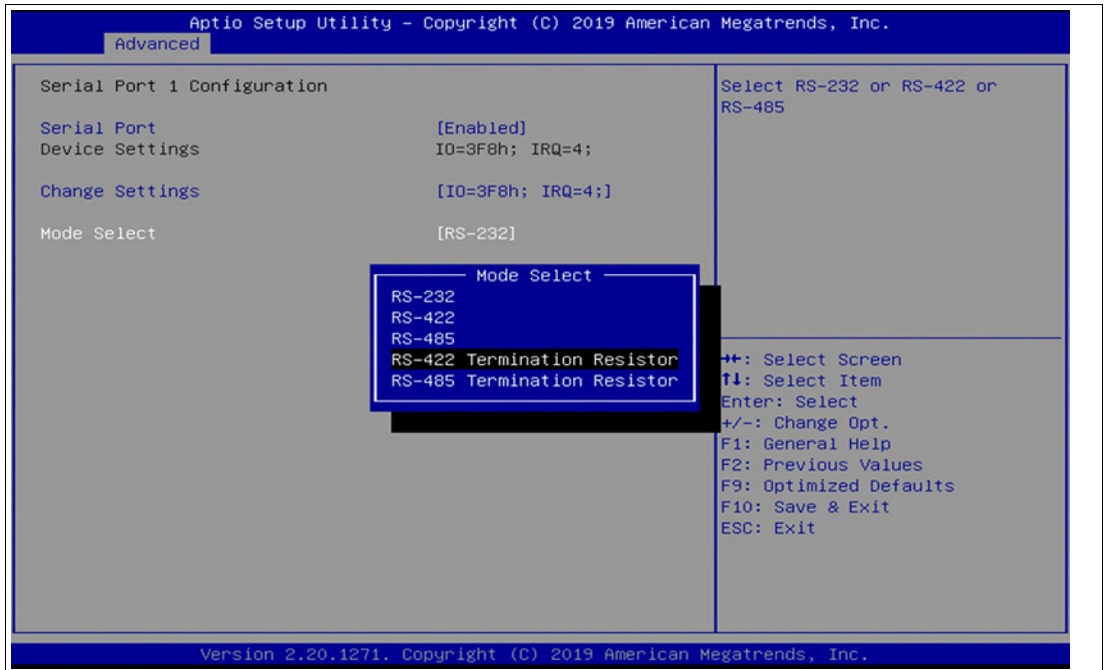 Aptio Setup Utility – Copyright (C) 2019 American Megatrends, Inc.
Advanced
Serial Port 1 Configuration
Serial Port [Enabled]
Device Settings IO=3F8h; IRQ=4;
Change Settings [IO=3F8h; IRQ=4;]
Mode Select [RS-232]
Mode Select
RS-232
RS-422
RS-485
RS-422 Termination Resistor
RS-485 Termination Resistor
Select RS-232 or RS-422 or
RS-485
→←: Select Screen
↑↓: Select Item
Enter: Select
+/-: Change Opt.
F1: General Help
F2: Previous Values
F9: Optimized Defaults
F10: Save & Exit
ESC: Exit
Version 2.20.1271. Copyright (C) 2019 American Megatrends, Inc.